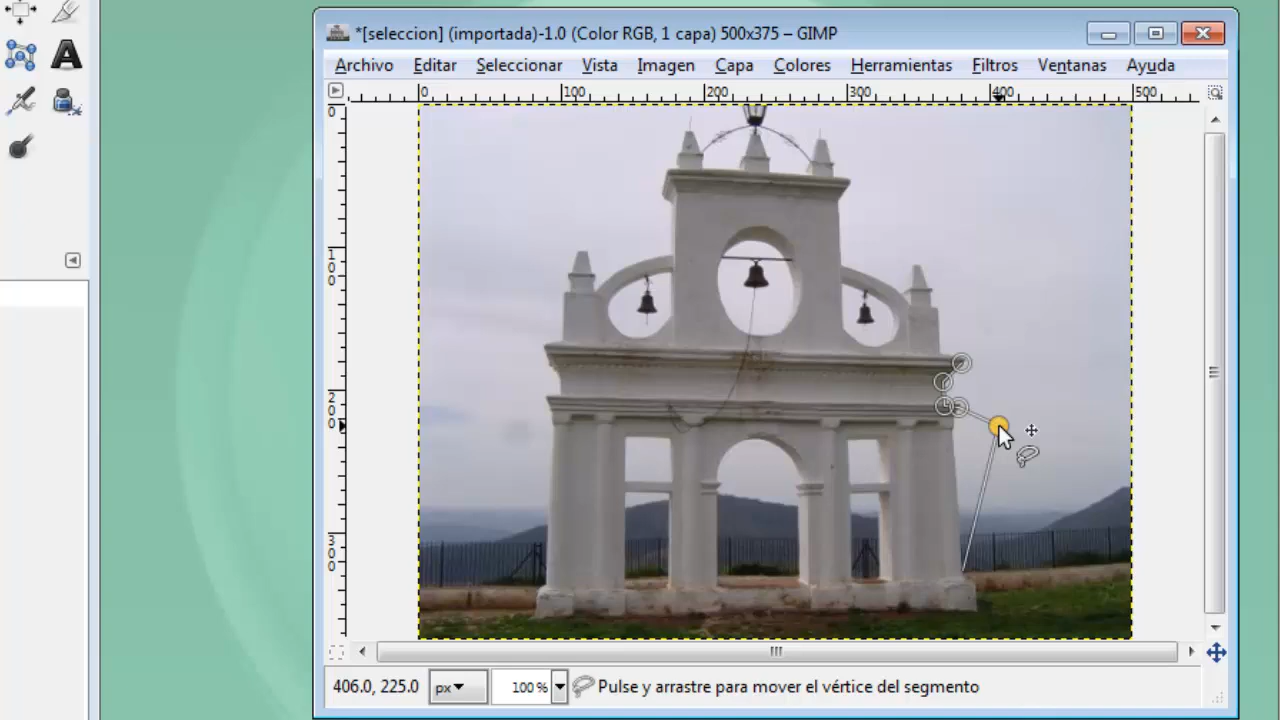 *[seleccion] (importada)-1.0 (Color RGB, 1 capa) 500x375 – GIMP
Archivo Editar Seleccionar Vista Imagen Capa Colores Herramientas Filtros Ventanas Ayuda
0 100 200 300 400 500
0
100
200
300
406.0, 225.0 px 100 % Pulse y arrastre para mover el vértice del segmento